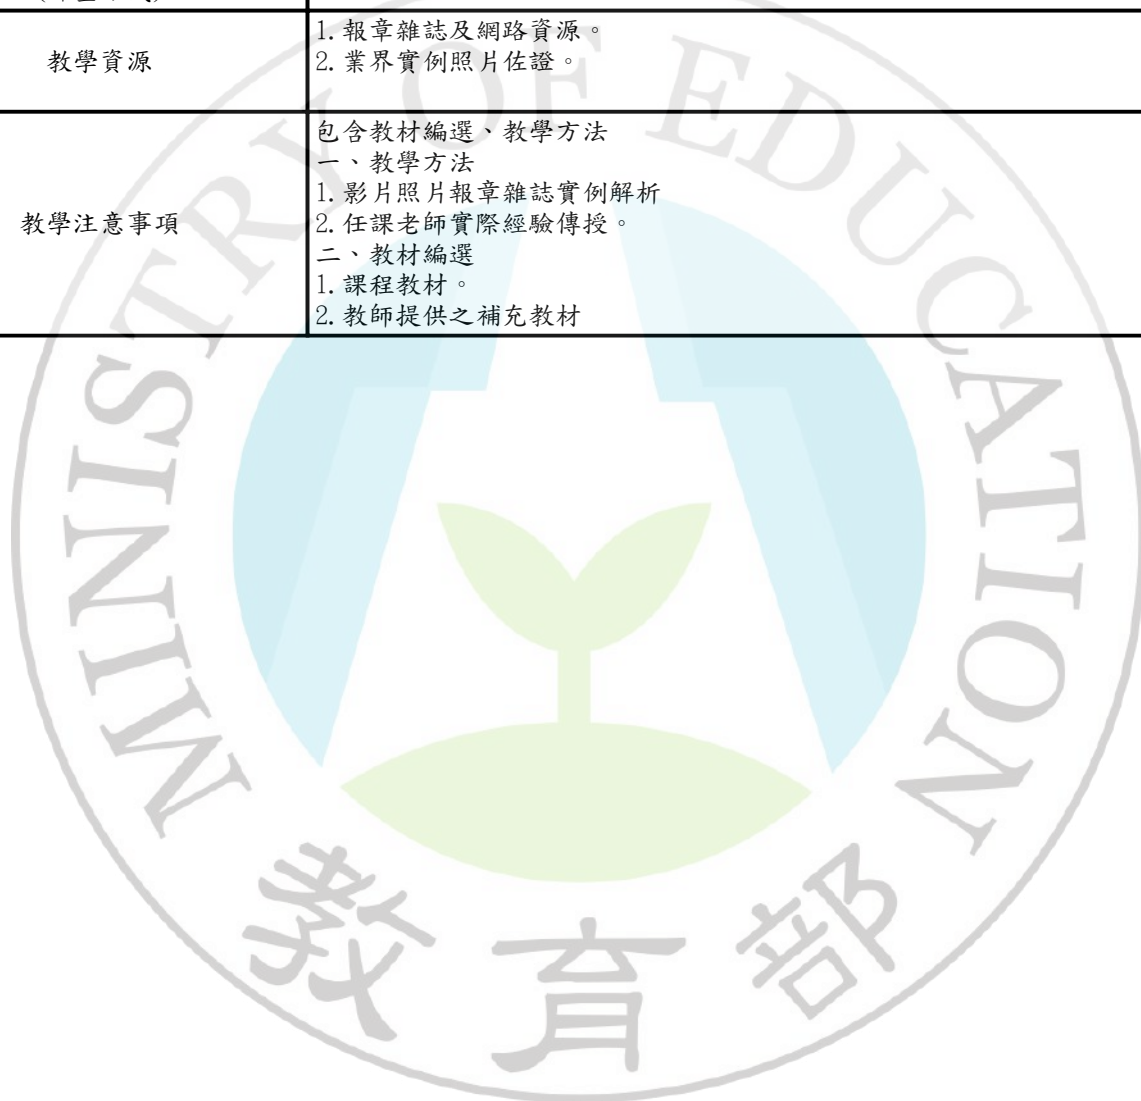 教學資源
1.報章雜誌及網路資源。
2.業界實例照片佐證。
教學注意事項
包含教材編選、教學方法
一、教學方法
1.影片照片報章雜誌實例解析
2.任課老師實際經驗傳授。
二、教材編選
1.課程教材。
2.教師提供之補充教材
MINISTRY OF EDUCATION
教育部